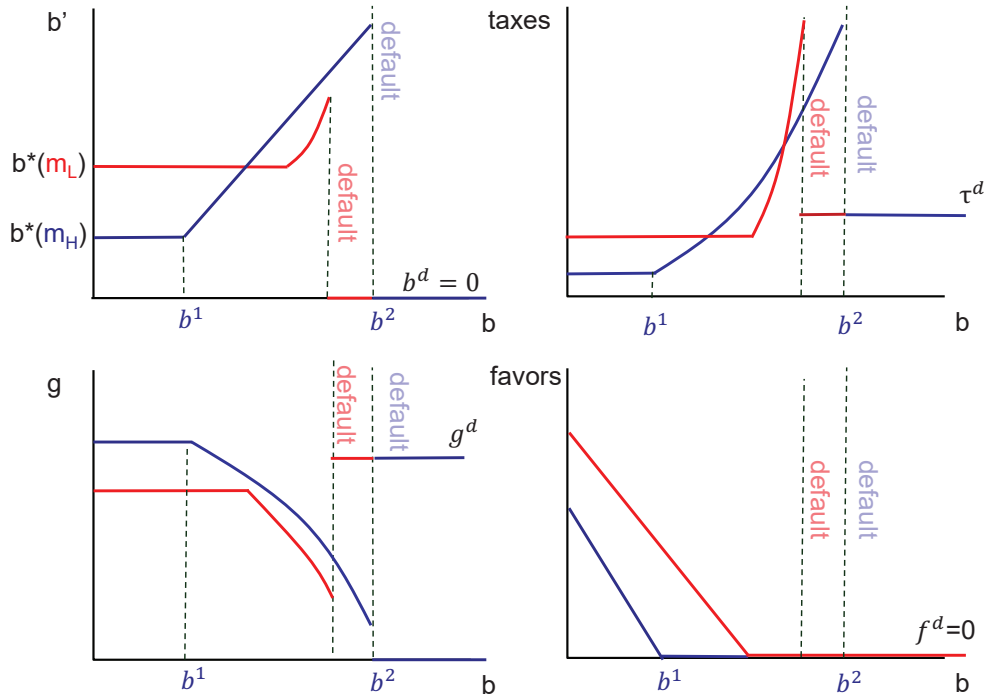 b’
default
b*(mL)
default
b*(mH)
b^d = 0
b^1
b^2
b
taxes
default
default
τ^d
b^1
b^2
b
g
default
default
g^d
b^1
b^2
b
favors
default
default
f^d=0
b^1
b^2
b